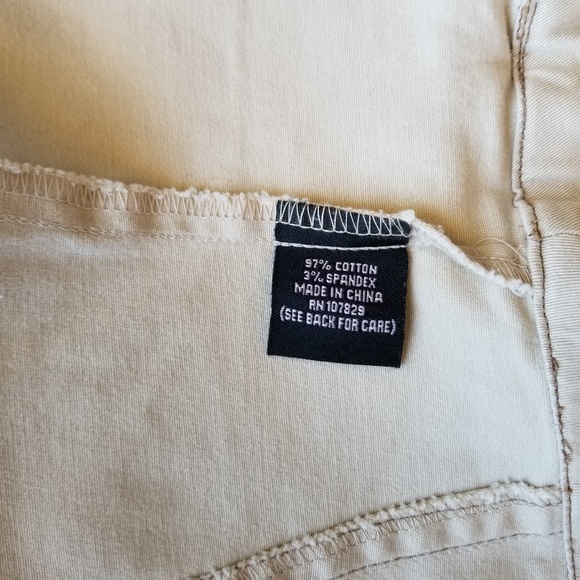 97% COTTON
3% SPANDEX
MADE IN CHINA
RN 107829
(SEE BACK FOR CARE)